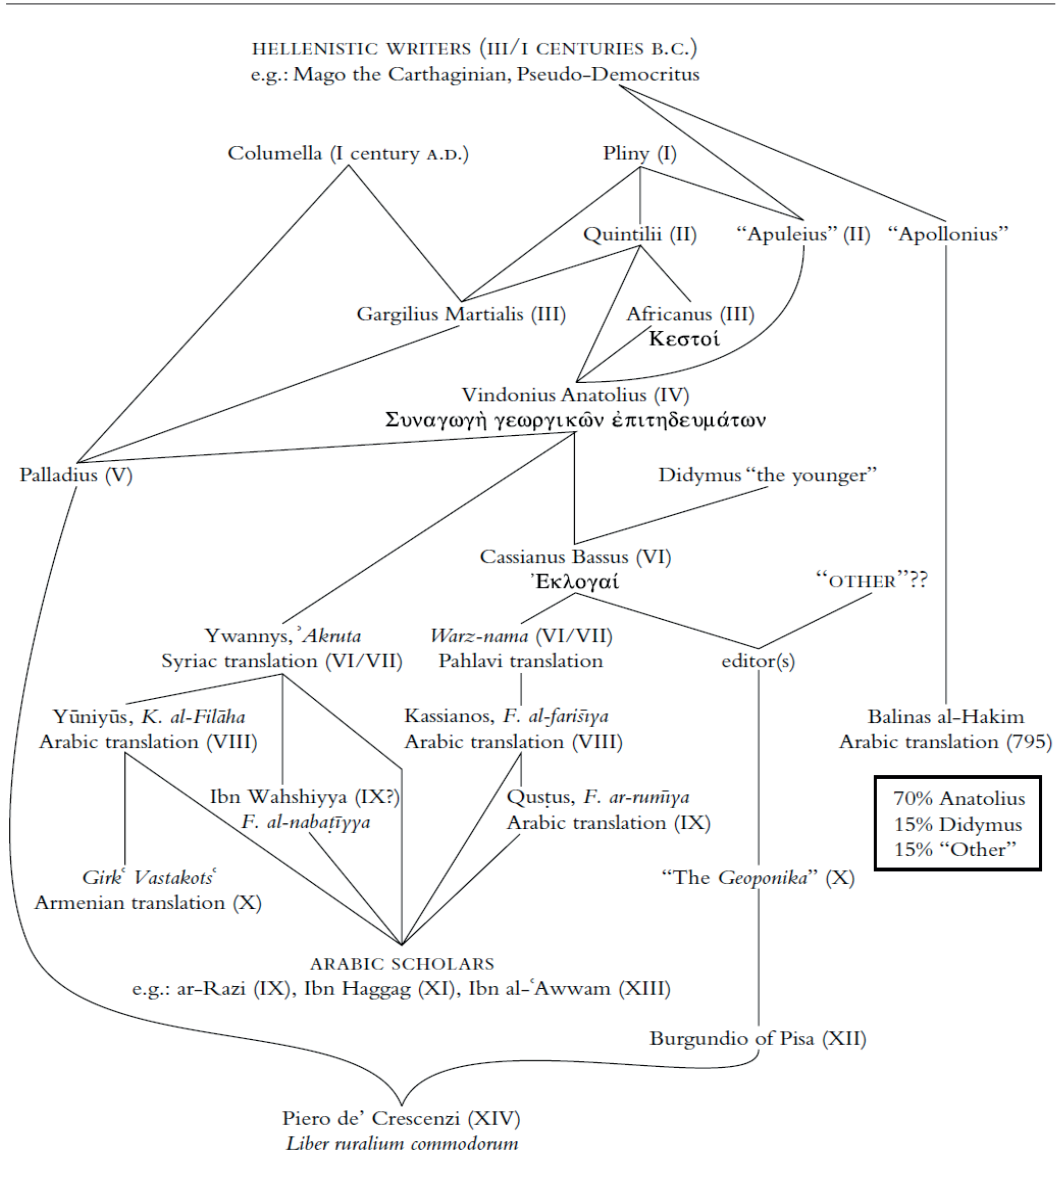 HELLENISTIC WRITERS (III/I CENTURIES B.C.)
e.g.: Mago the Carthaginian, Pseudo-Democritus
Columella (I century A.D.)
Pliny (I)
Quintilii (II)
“Apuleius” (II)
“Apollonius”
Gargilius Martialis (III)
Africanus (III)
Κεστοί
Vindonius Anatolius (IV)
Συναγωγὴ γεωργικῶν ἐπιτηδευμάτων
Palladius (V)
Didymus “the younger”
Cassianus Bassus (VI)
Ἐκλογαί
“OTHER”??
Ywannys, ʾAkruta
Syriac translation (VI/VII)
Warz-nama (VI/VII)
Pahlavi translation
editor(s)
Yūniyūs, K. al-Filāha
Arabic translation (VIII)
Kassianos, F. al-farisīya
Arabic translation (VIII)
Balinas al-Hakim
Arabic translation (795)
Ibn Wahshiyya (IX?)
F. al-nabaṭīyya
Qusṭus, F. ar-rumīya
Arabic translation (IX)
70% Anatolius
15% Didymus
15% “Other”
Girkʿ Vastakotsʿ
Armenian translation (X)
“The Geoponika” (X)
ARABIC SCHOLARS
e.g.: ar-Razi (IX), Ibn Haggag (XI), Ibn al-ʿAwwam (XIII)
Burgundio of Pisa (XII)
Piero de’ Crescenzi (XIV)
Liber ruralium commodorum